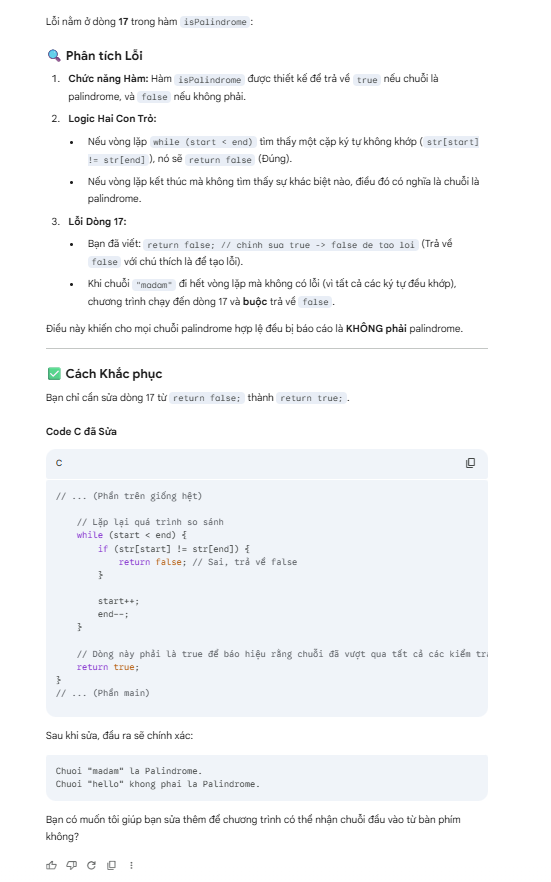 Lỗi nằm ở dòng 17 trong hàm isPalindrome :
🔍 Phân tích Lỗi
1. Chức năng Hàm: Hàm isPalindrome được thiết kế để trả về true nếu chuỗi là
palindrome, và false nếu không phải.
2. Logic Hai Con Trỏ:
• Nếu vòng lặp while (start < end) tìm thấy một cặp ký tự không khớp ( str[start]
!= str[end] ), nó sẽ return false (Đúng).
• Nếu vòng lặp kết thúc mà không tìm thấy sự khác biệt nào, điều đó có nghĩa là chuỗi là
palindrome.
3. Lỗi Dòng 17:
• Bạn đã viết: return false; // chinh sua true -> false de tao loi (Trả về
false với chú thích là để tạo lỗi).
• Khi chuỗi "madam" đi hết vòng lặp mà không có lỗi (vì tất cả các ký tự đều khớp),
chương trình chạy đến dòng 17 và buộc trả về false .
Điều này khiến cho mọi chuỗi palindrome hợp lệ đều bị báo cáo là KHÔNG phải palindrome.
✅ Cách Khắc phục
Bạn chỉ cần sửa dòng 17 từ return false; thành return true; .
Code C đã Sửa
C
// ... (Phần trên giống hệt)
// Lặp lại quá trình so sánh
while (start < end) {
if (str[start] != str[end]) {
return false; // Sai, trả về false
}
start++;
end--;
}
// Dòng này phải là true để báo hiệu rằng chuỗi đã vượt qua tất cả các kiểm tra
return true;
}
// ... (Phần main)
Sau khi sửa, đầu ra sẽ chính xác:
Chuoi "madam" la Palindrome.
Chuoi "hello" khong phai la Palindrome.
Bạn có muốn tôi giúp bạn sửa thêm để chương trình có thể nhận chuỗi đầu vào từ bàn phím
không?